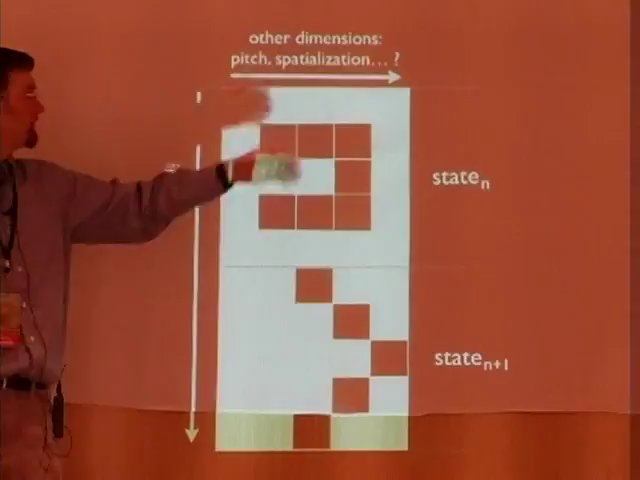 other dimensions:
pitch, spatialization... ?
state n
state n+1